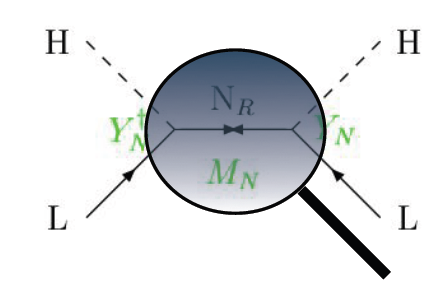 H H
N_R
Y_N^† Y_N
M_N
L L